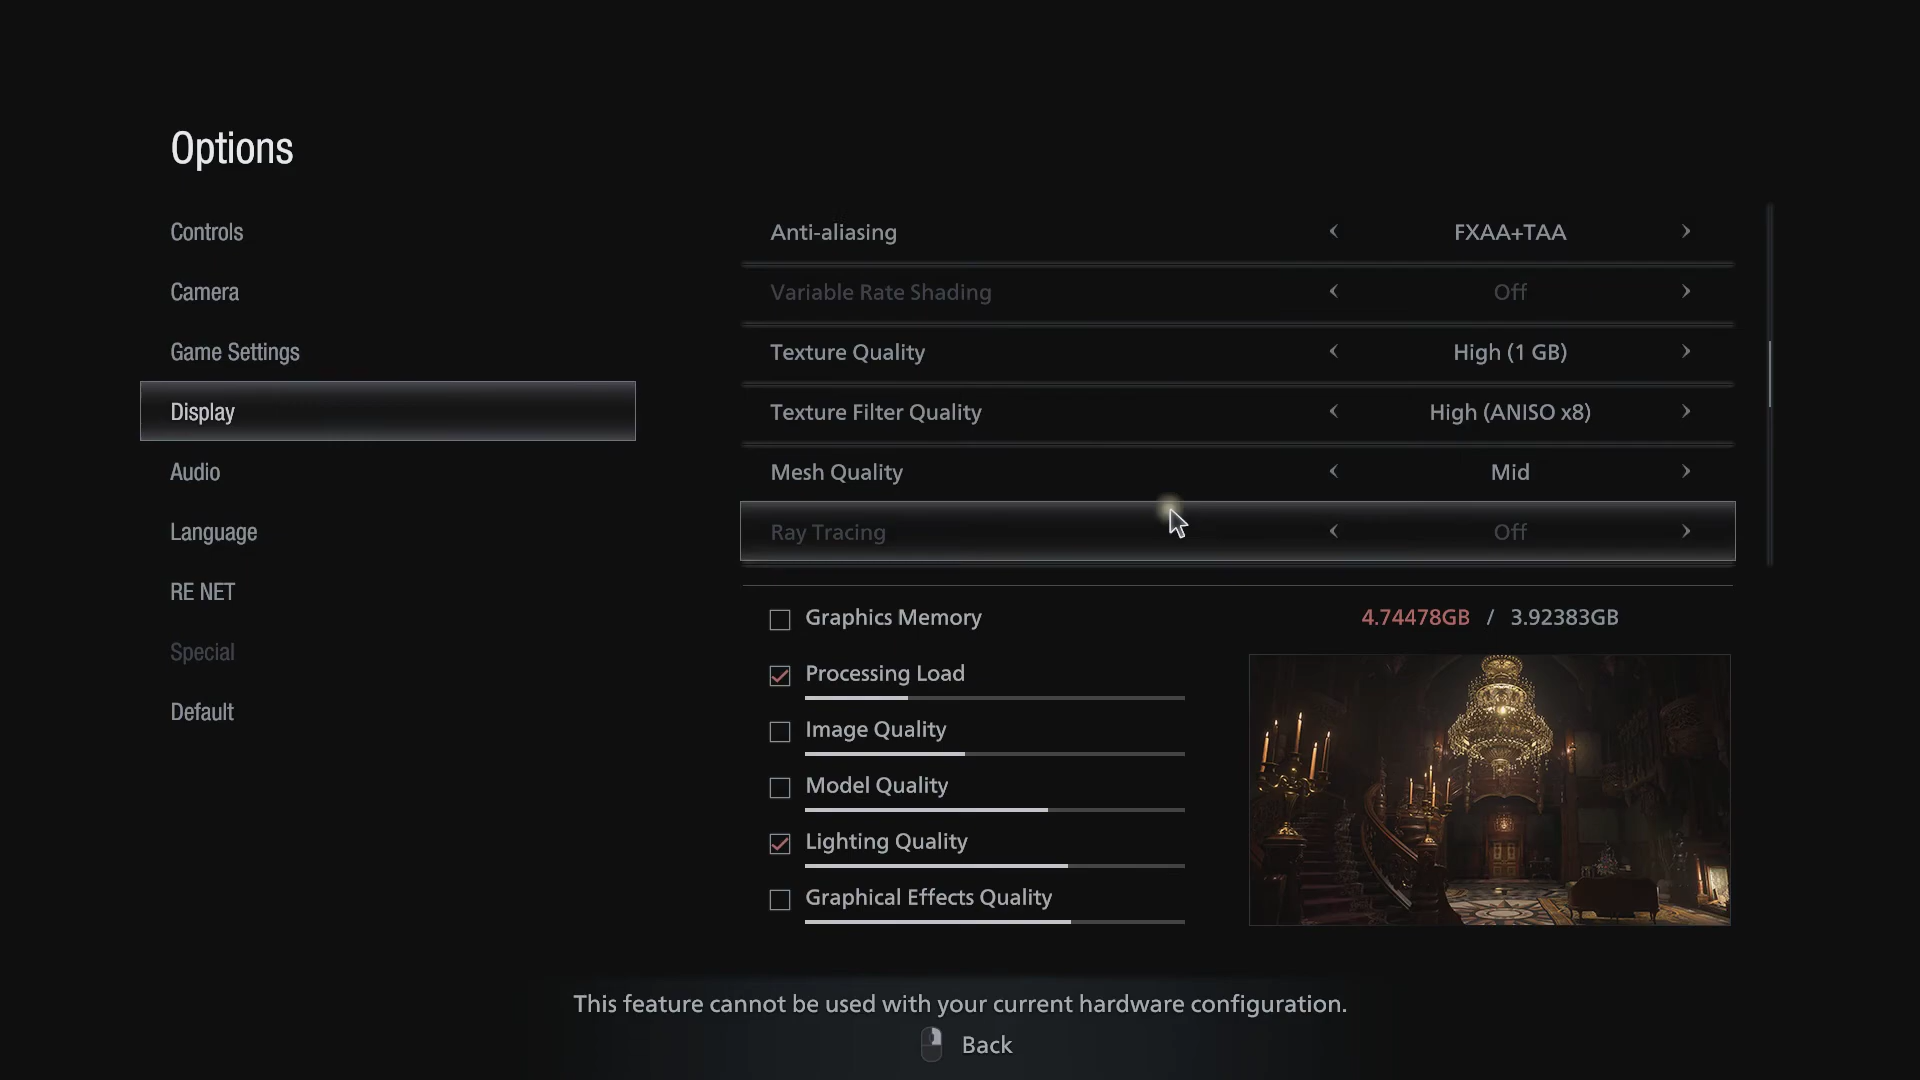 Options
Controls
Camera
Game Settings
Display
Audio
Language
RE NET
Special
Default
Anti-aliasing FXAA+TAA
Variable Rate Shading Off
Texture Quality High (1 GB)
Texture Filter Quality High (ANISO x8)
Mesh Quality Mid
Ray Tracing Off
Graphics Memory 4.74478GB / 3.92383GB
Processing Load
Image Quality
Model Quality
Lighting Quality
Graphical Effects Quality
This feature cannot be used with your current hardware configuration.
Back